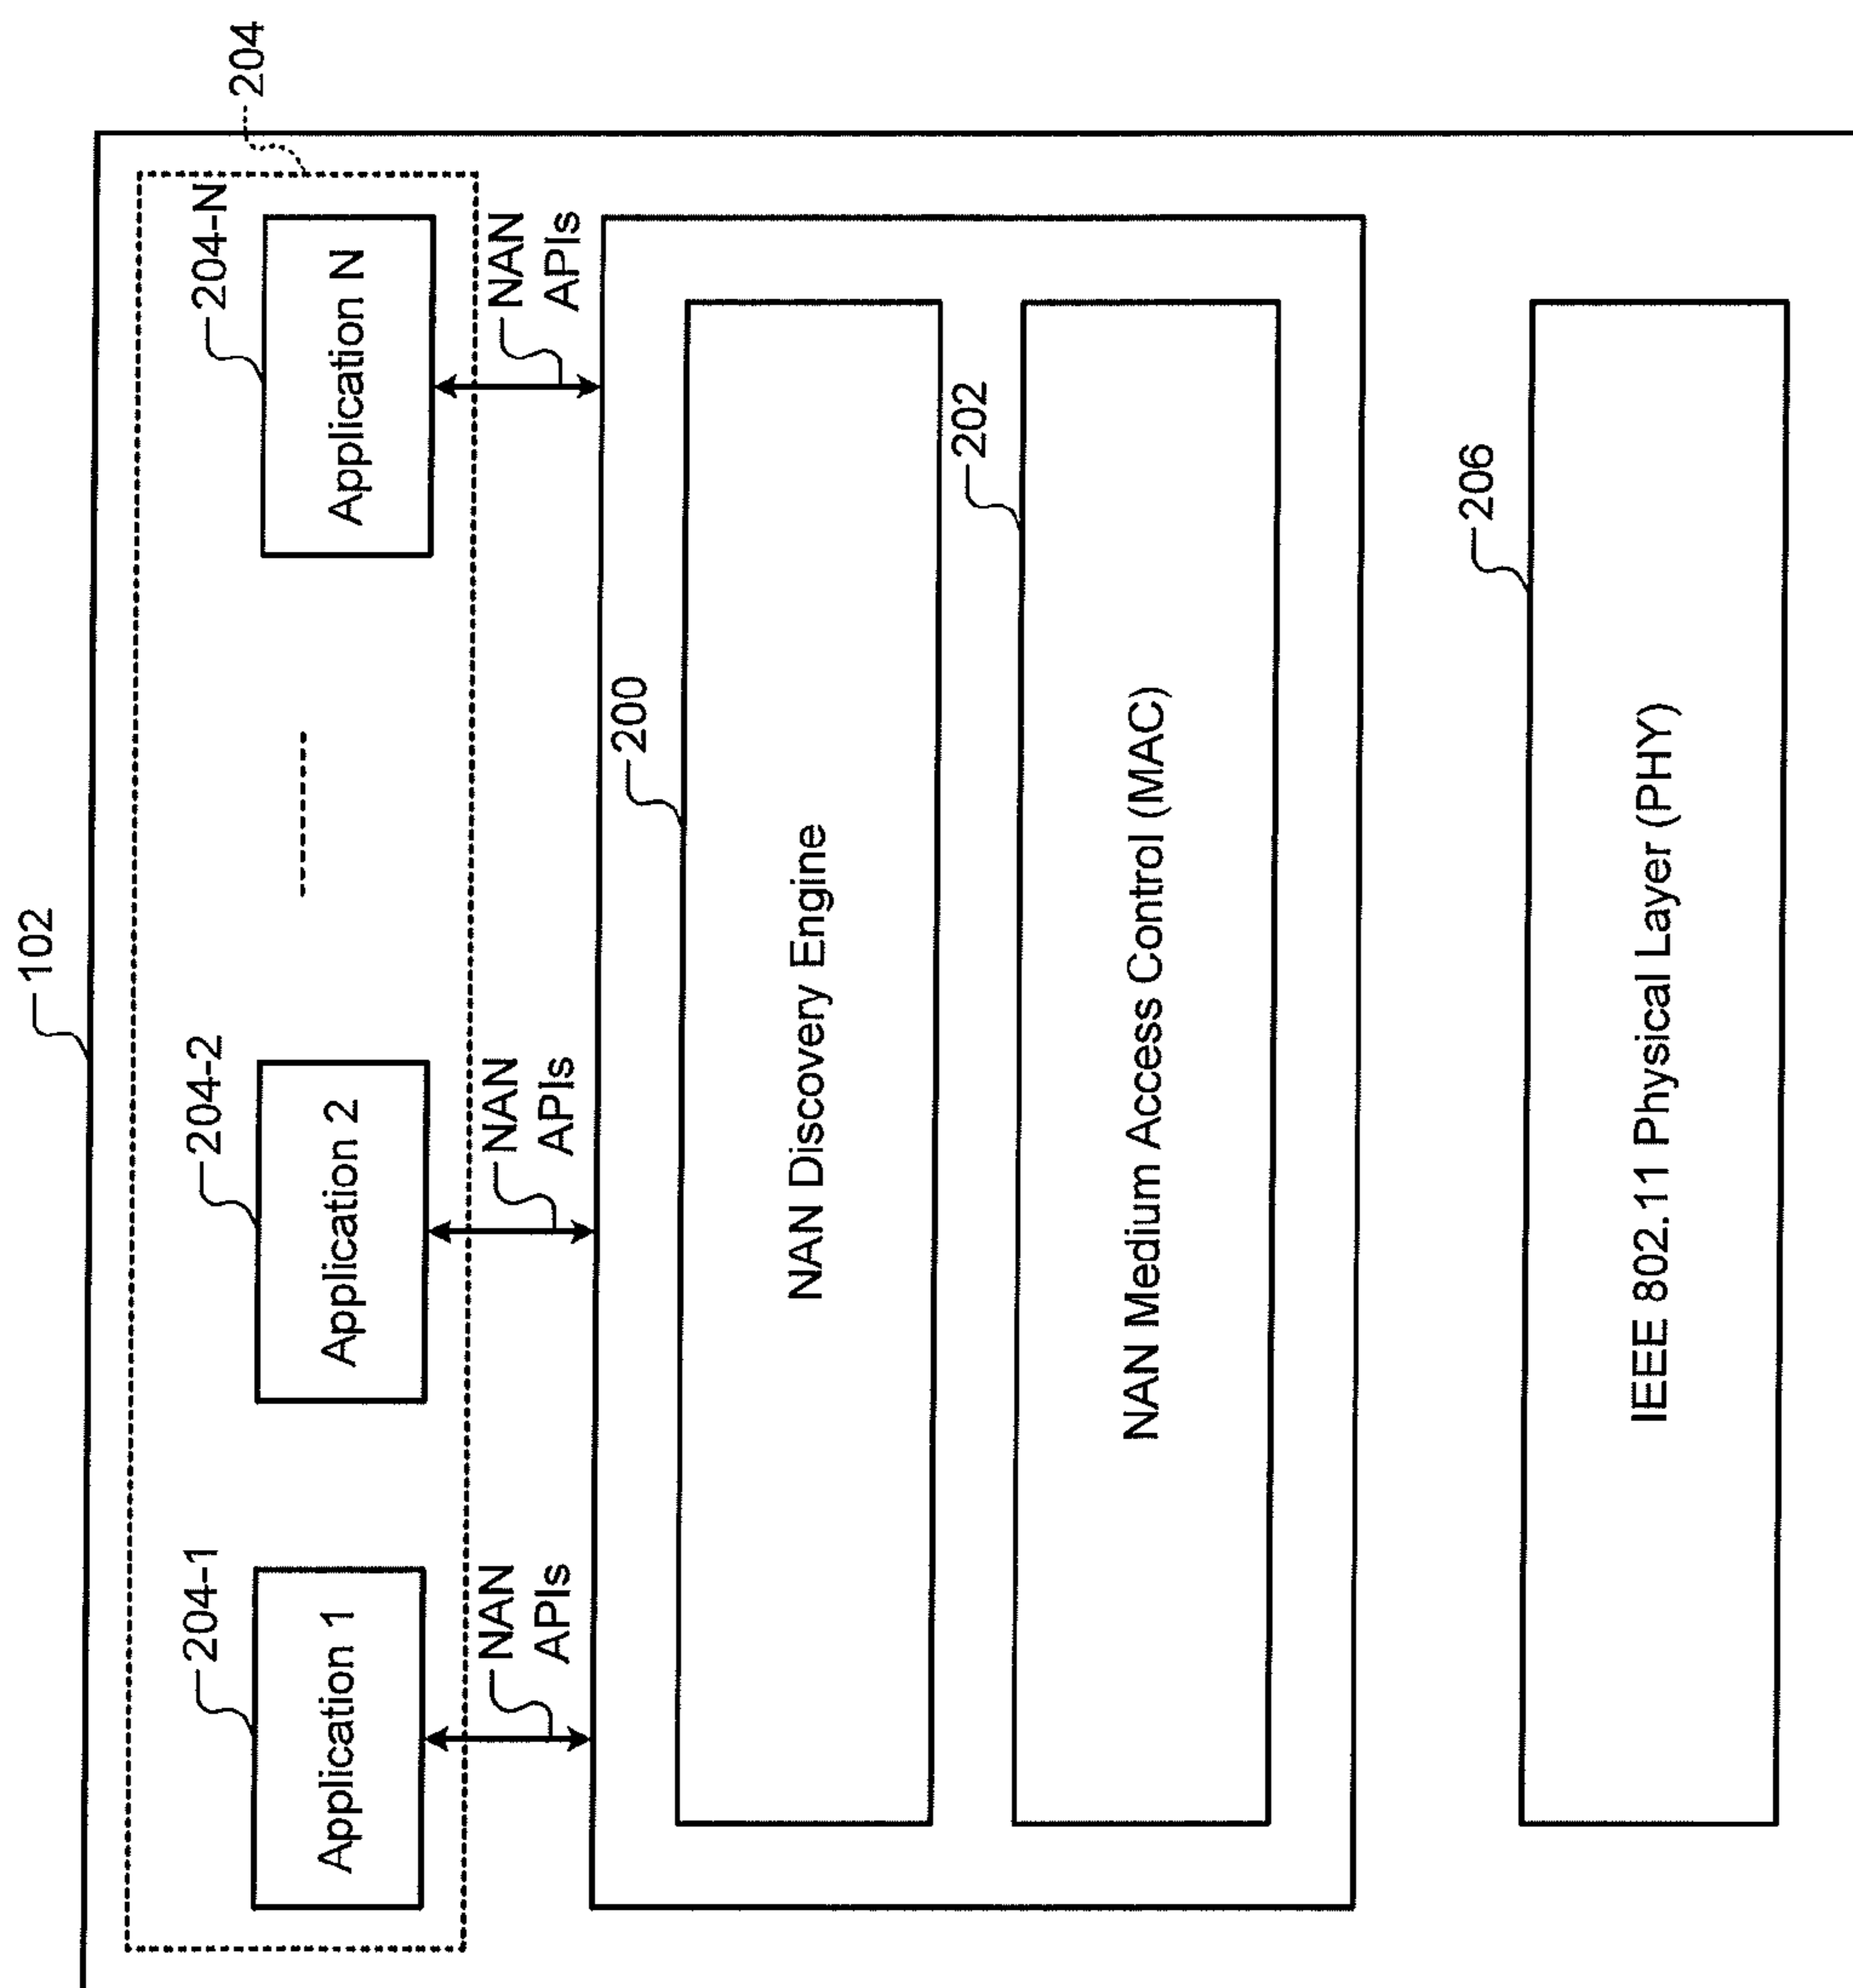 102
204
204-1
204-2
204-N
Application 1
Application 2
Application N
NAN
APIs
NAN
APIs
NAN
APIs
200
NAN Discovery Engine
202
NAN Medium Access Control (MAC)
206
IEEE 802.11 Physical Layer (PHY)